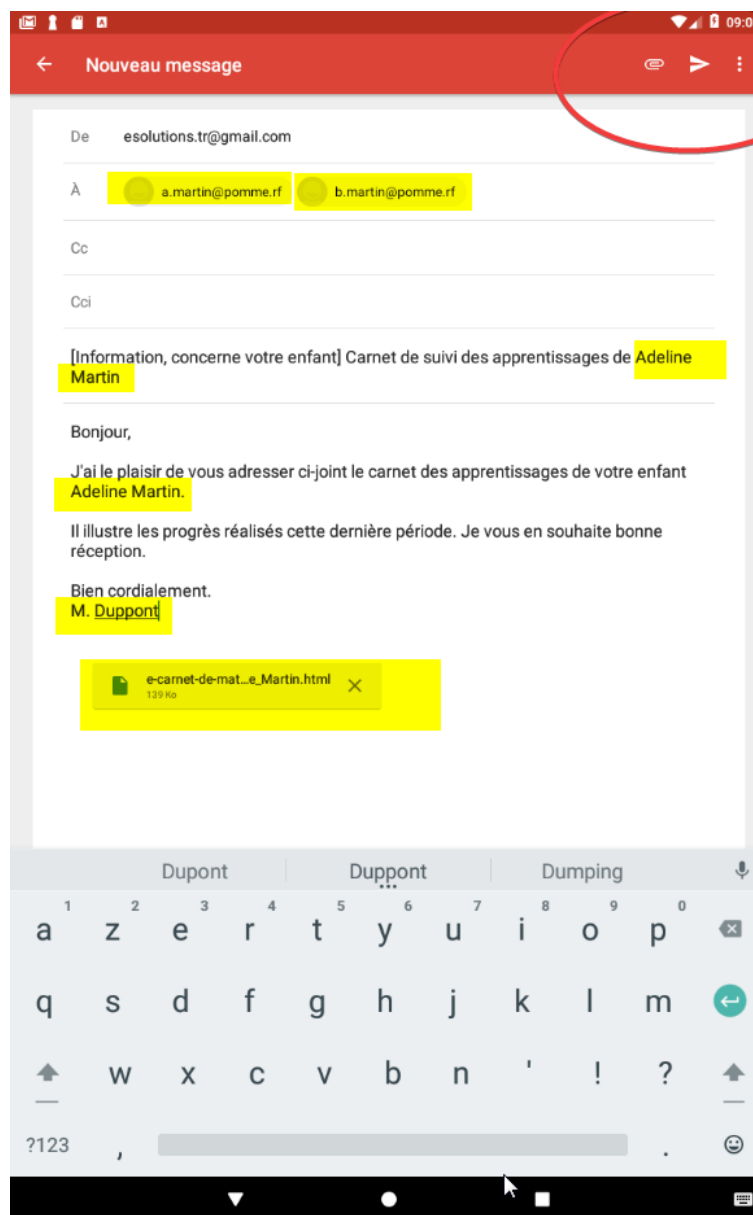 09:0
Nouveau message
De esolutions.tr@gmail.com
À a.martin@pomme.rf b.martin@pomme.rf
Cc
Cci
[Information, concerne votre enfant] Carnet de suivi des apprentissages de Adeline
Martin
Bonjour,
J'ai le plaisir de vous adresser ci-joint le carnet des apprentissages de votre enfant
Adeline Martin.
Il illustre les progrès réalisés cette dernière période. Je vous en souhaite bonne
réception.
Bien cordialement.
M. Duppont
e-carnet-de-mat...e_Martin.html
139 Ko
Dupont Duppont Dumping
1 2 3 4 5 6 7 8 9 0
a z e r t y u i o p
q s d f g h j k l m
w x c v b n ' ! ?
?123 , .